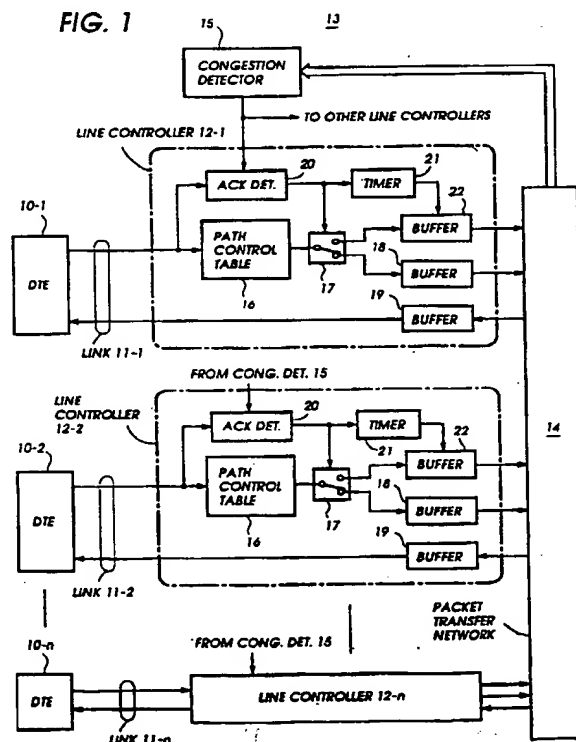 FIG. 1
13
15
CONGESTION
DETECTOR
TO OTHER LINE CONTROLLERS
LINE CONTROLLER 12-1
20
21
ACK DET.
TIMER
22
10-1
BUFFER
PATH
CONTROL
TABLE
18
17
BUFFER
DTE
16
19
BUFFER
LINK 11-1
FROM CONG. DET. 15
LINE
CONTROLLER
12-2
20
ACK DET.
TIMER
22
14
10-2
21
BUFFER
PATH
CONTROL
TABLE
18
BUFFER
DTE
17
16
19
BUFFER
LINK 11-2
PACKET
TRANSFER
NETWORK
10-n
FROM CONG. DET. 15
DTE
LINE CONTROLLER 12-n
LINK 11-n